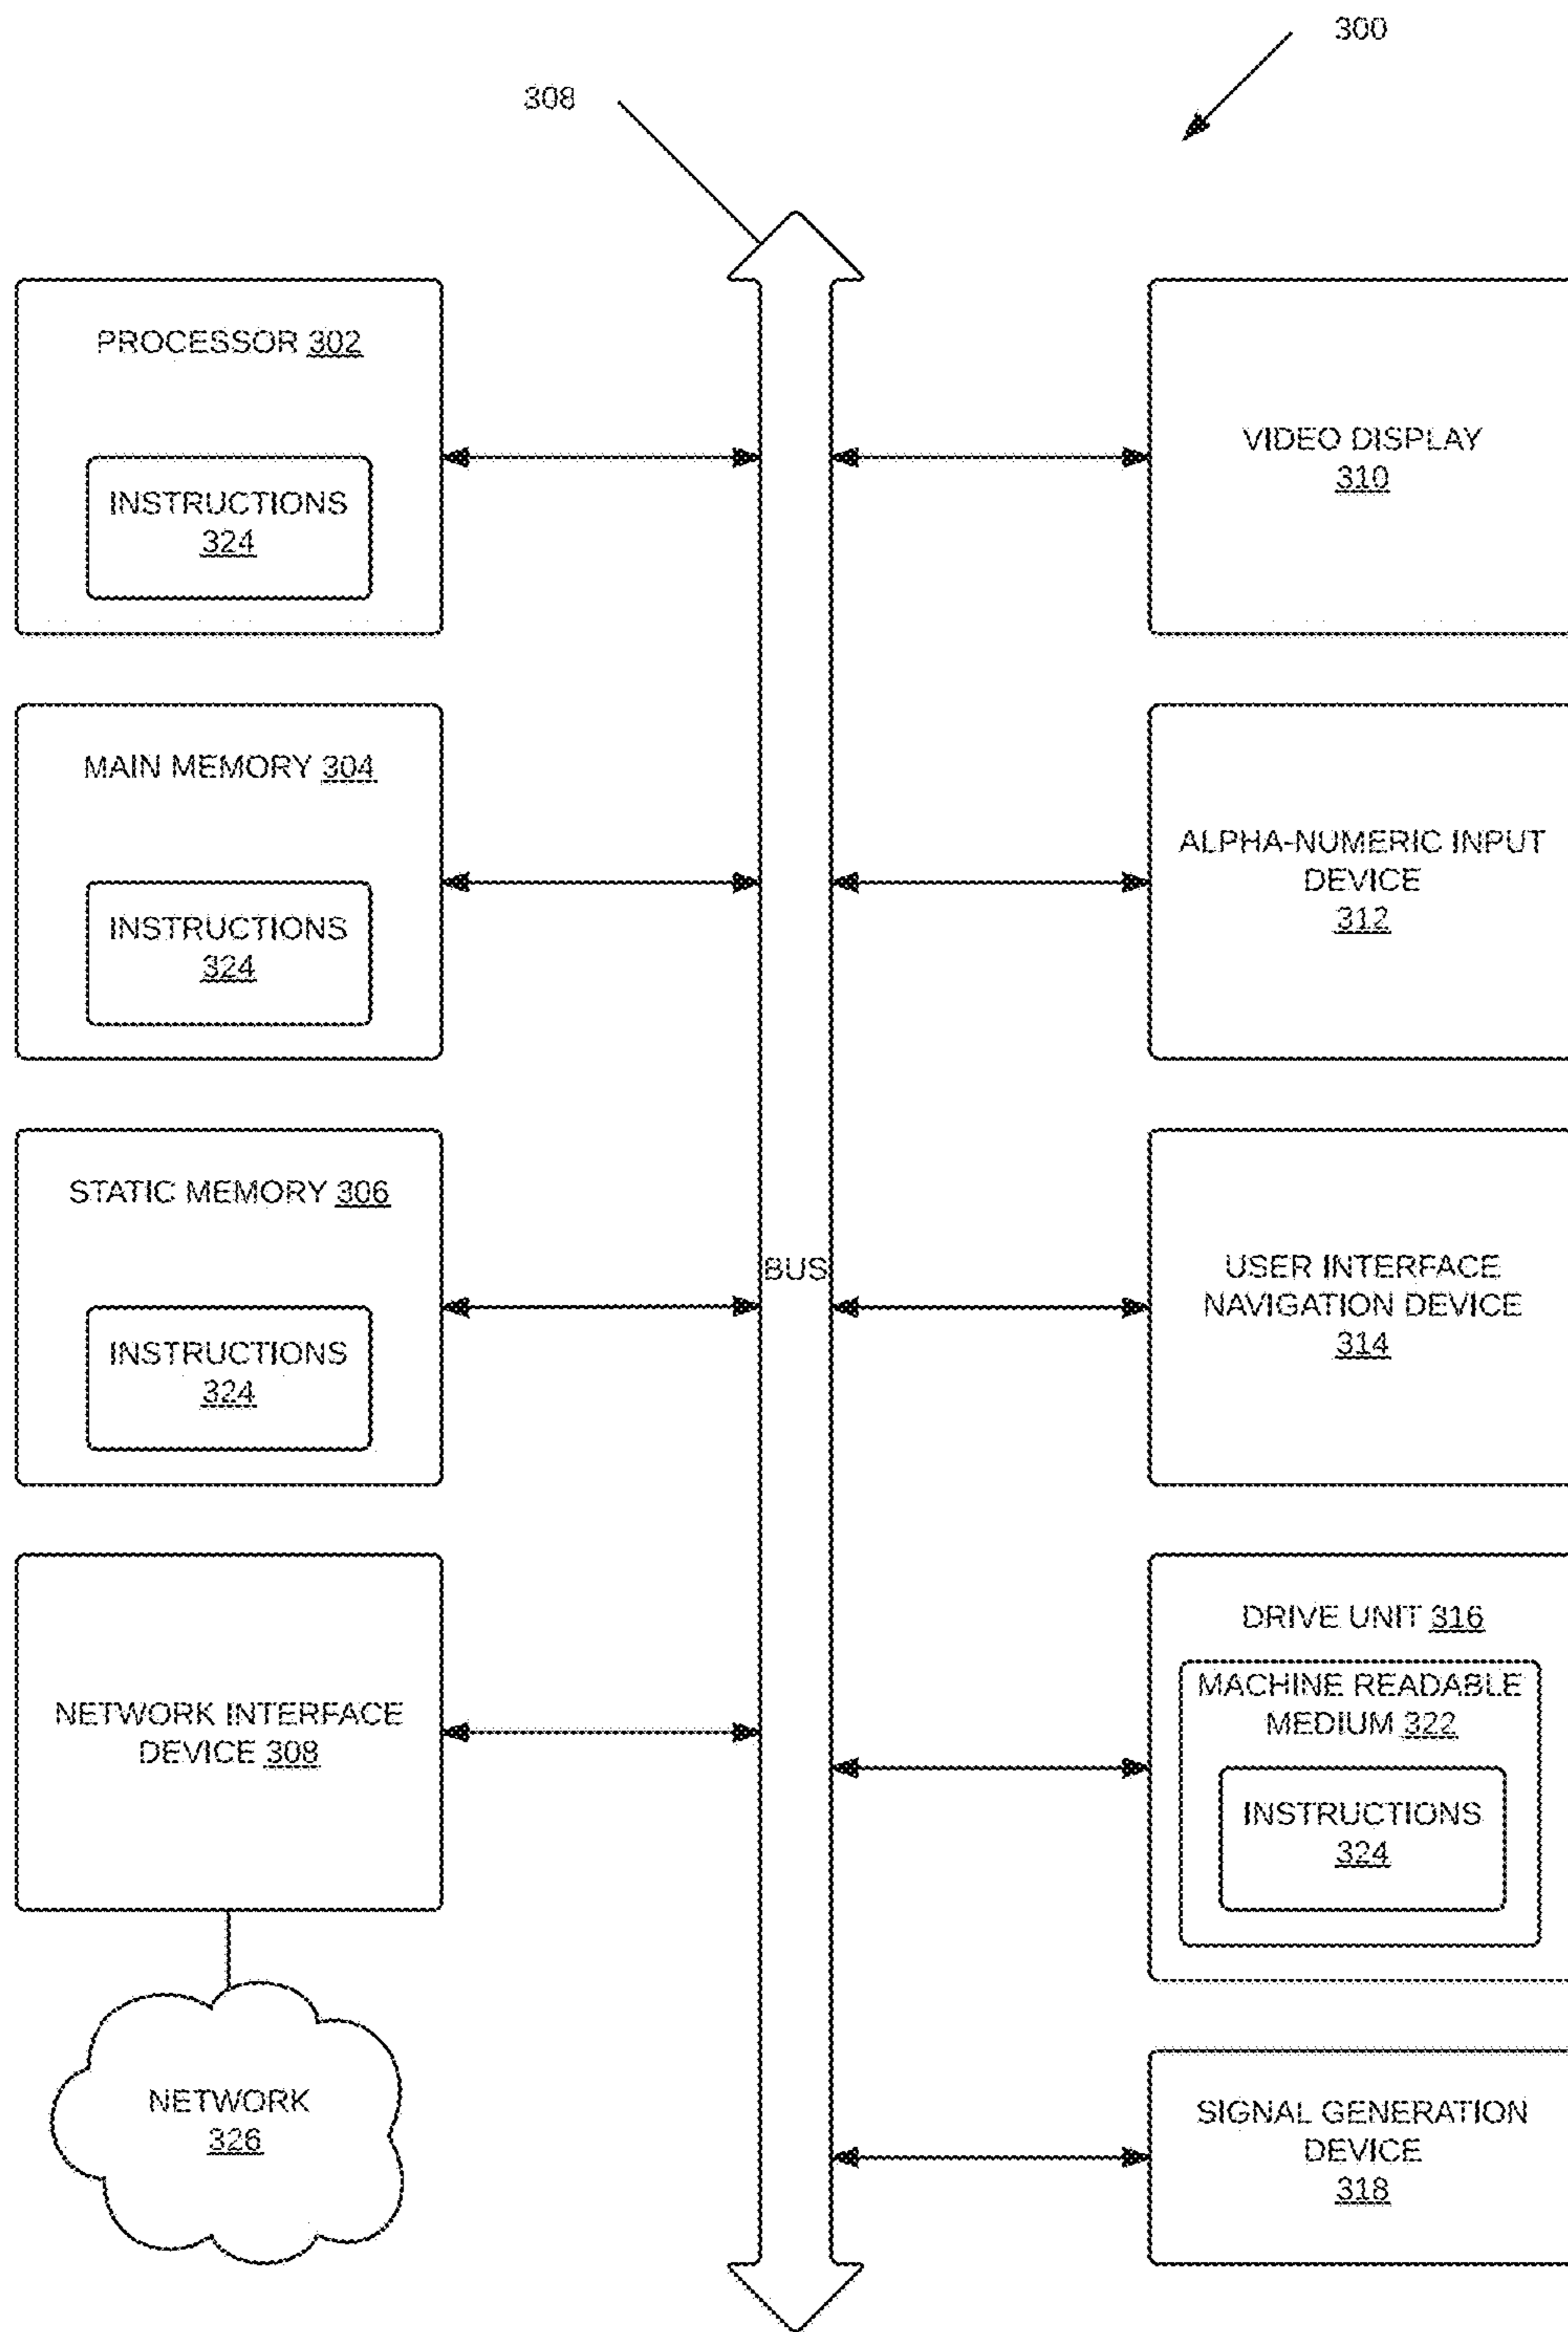 300
308
PROCESSOR 302
INSTRUCTIONS
324
VIDEO DISPLAY
310
MAIN MEMORY 304
INSTRUCTIONS
324
ALPHA-NUMERIC INPUT
DEVICE
312
STATIC MEMORY 306
INSTRUCTIONS
324
BUS
USER INTERFACE
NAVIGATION DEVICE
314
NETWORK INTERFACE
DEVICE 308
DRIVE UNIT 316
MACHINE READABLE
MEDIUM 322
INSTRUCTIONS
324
NETWORK
326
SIGNAL GENERATION
DEVICE
318